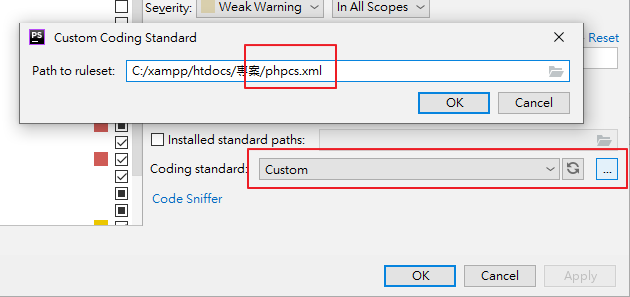 Severity: Weak Warning In All Scopes
Reset
PS Custom Coding Standard
Path to ruleset: C:/xampp/htdocs/專案/phpcs.xml
OK Cancel
Installed standard paths:
Coding standard: Custom ...
Code Sniffer
OK Cancel Apply